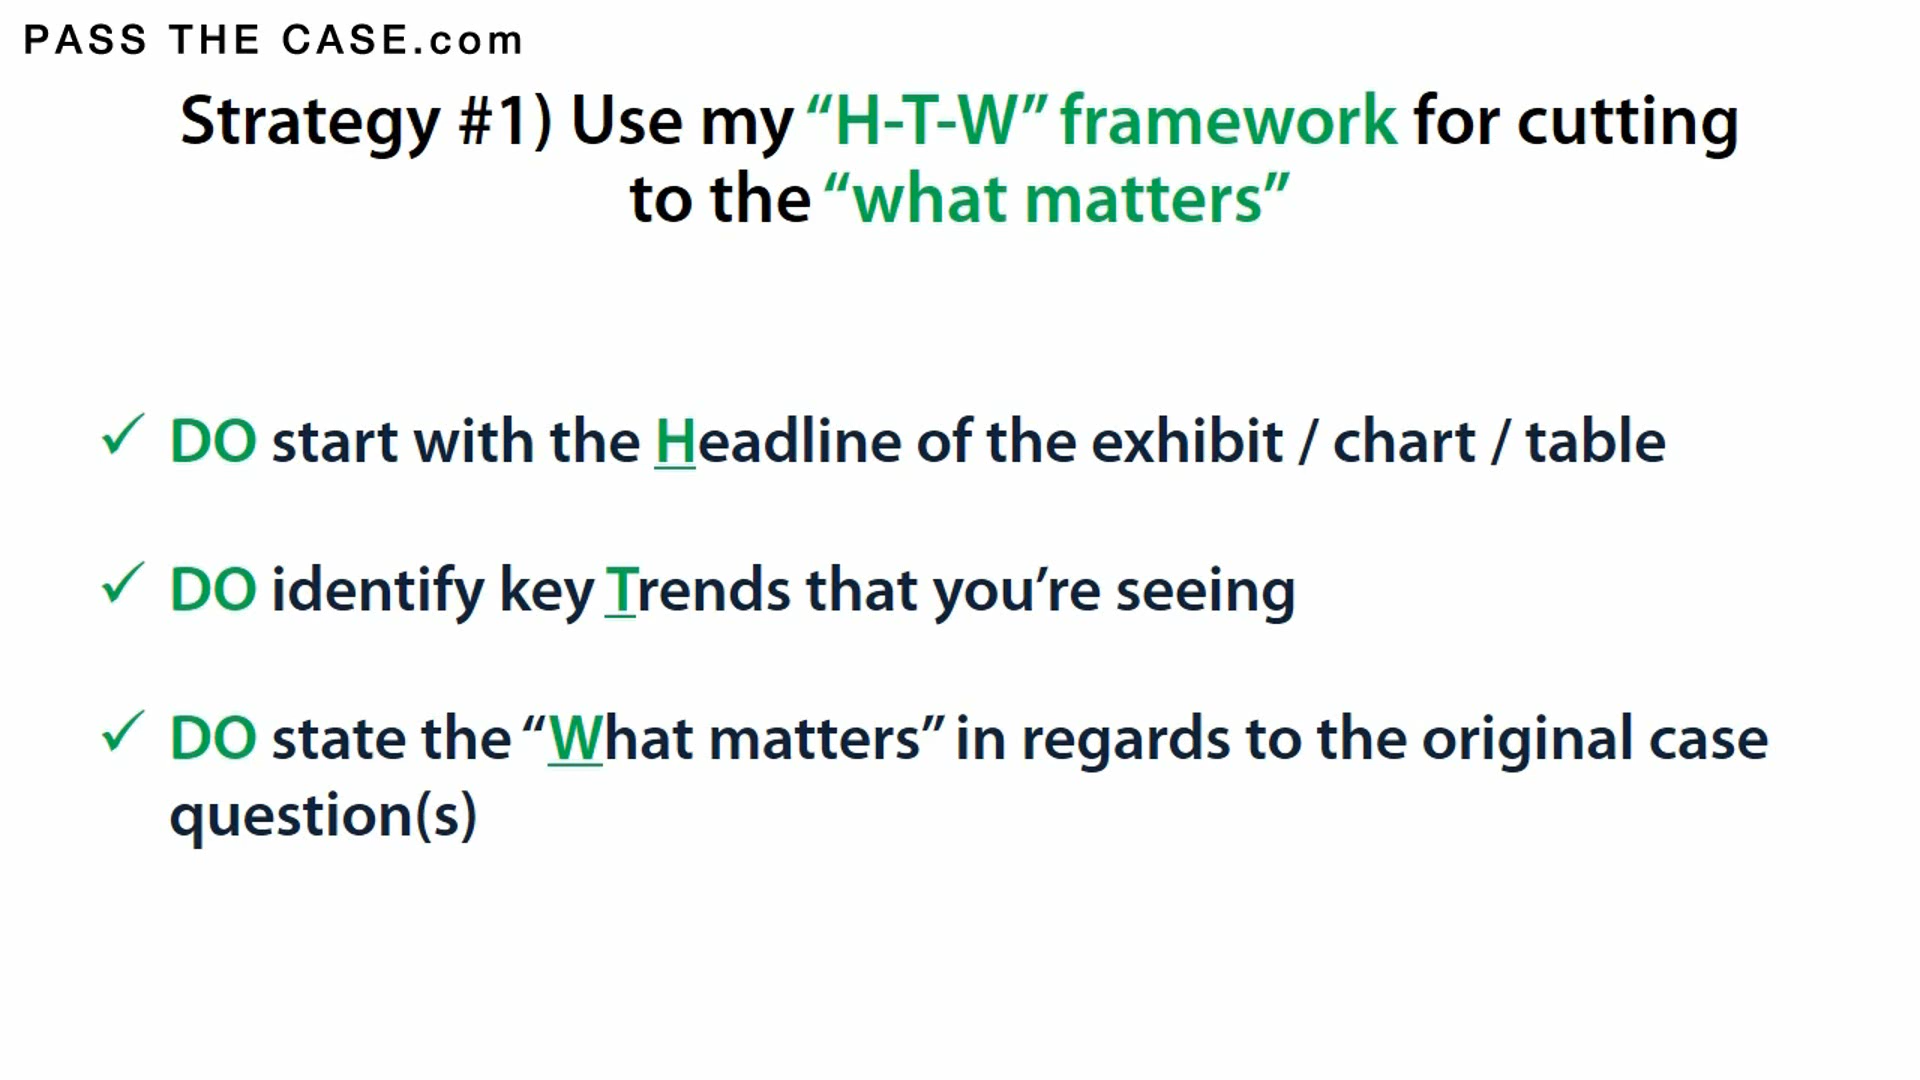 PASS THE CASE.com
Strategy #1) Use my “H-T-W” framework for cutting
to the “what matters”
✓ DO start with the Headline of the exhibit / chart / table
✓ DO identify key Trends that you’re seeing
✓ DO state the “What matters” in regards to the original case
question(s)